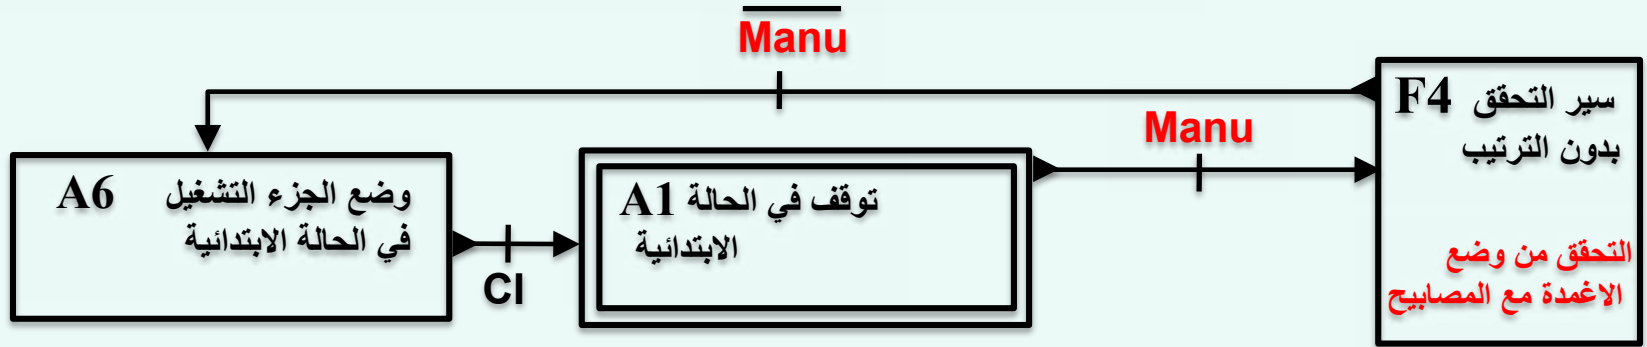 Manu
F4 سير التحقق
بدون الترتيب
التحقق من وضع
الاغمدة مع المصابيح
Manu
A1 توقف في الحالة
الابتدائية
A6 وضع الجزء التشغيل
في الحالة الابتدائية
CI